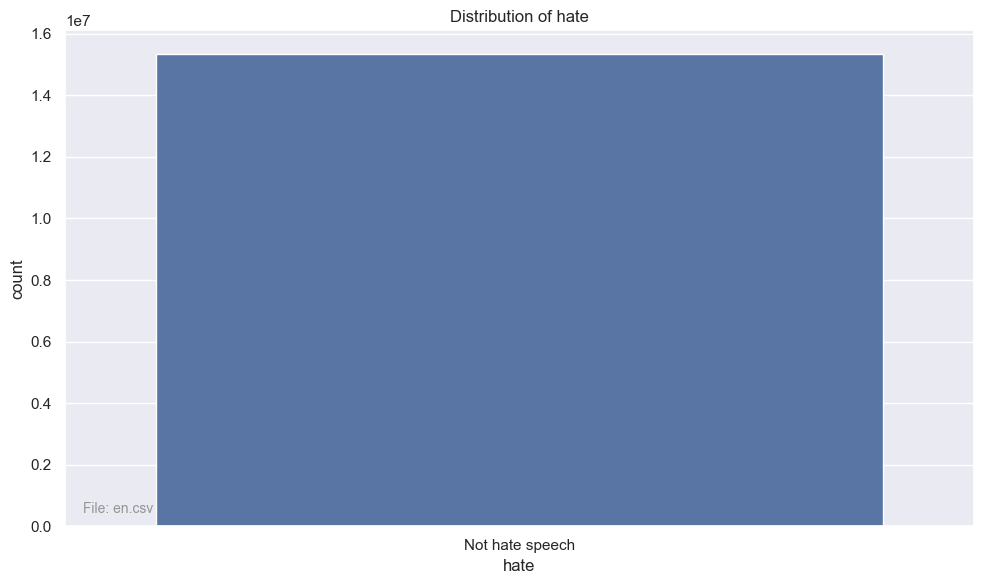 Distribution of hate
1e7
1.6
1.4
1.2
1.0
0.8
0.6
0.4
0.2
0.0
count
File: en.csv
Not hate speech
hate